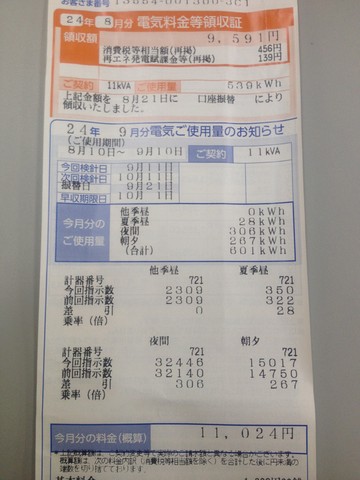 お客さま番号
24年 8月分 電気料金等領収証
領収額 9,591円
消費税等相当額(再掲) 456円
再エネ発電賦課金等(再掲) 139円
ご契約 11kVA ご使用量 539kWh
上記金額を 8月21日に 口座振替 により
領収いたしました。
24年 9月分 電気ご使用量のお知らせ
(ご使用期間)
8月10日〜 9月10日 ご契約 11kVA
今回検針日 9月11日
次回検針日 10月11日
振替日 9月21日
早収期限日 10月 1日
今月分のご使用量
他季昼 0kWh
夏季昼 28kWh
夜間 306kWh
朝夕 267kWh
(合計) 601kWh
他季昼 夏季昼
計器番号 721 721
今回指示数 2309 350
前回指示数 2309 322
差 引 0 28
乗率(倍)
夜間 朝夕
計器番号 721 721
今回指示数 32446 15017
前回指示数 32140 14750
差 引 306 267
乗率(倍)
今月分の料金(概算) 11,024円